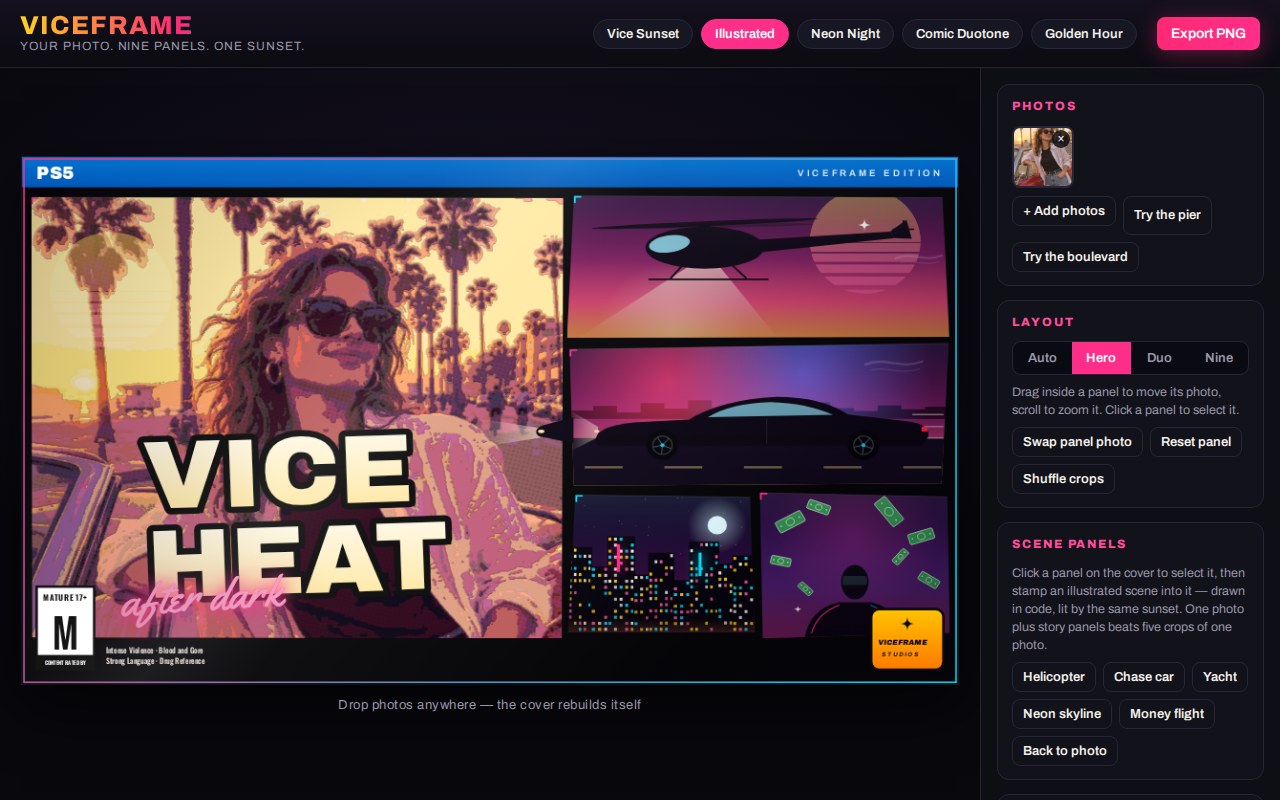 VICEFRAME
YOUR PHOTO. NINE PANELS. ONE SUNSET.
Vice Sunset
Illustrated
Neon Night
Comic Duotone
Golden Hour
Export PNG
PS5
VICEFRAME EDITION
VICE
HEAT
after dark
MATURE 17+
M
CONTENT RATED BY
Intense Violence · Blood and Gore
Strong Language · Drug Reference
VICEFRAME
STUDIOS
Drop photos anywhere — the cover rebuilds itself
PHOTOS
+ Add photos
Try the pier
Try the boulevard
LAYOUT
Auto
Hero
Duo
Nine
Drag inside a panel to move its photo,
scroll to zoom it. Click a panel to select it.
Swap panel photo
Reset panel
Shuffle crops
SCENE PANELS
Click a panel on the cover to select it, then
stamp an illustrated scene into it — drawn
in code, lit by the same sunset. One photo
plus story panels beats five crops of one
photo.
Helicopter
Chase car
Yacht
Neon skyline
Money flight
Back to photo